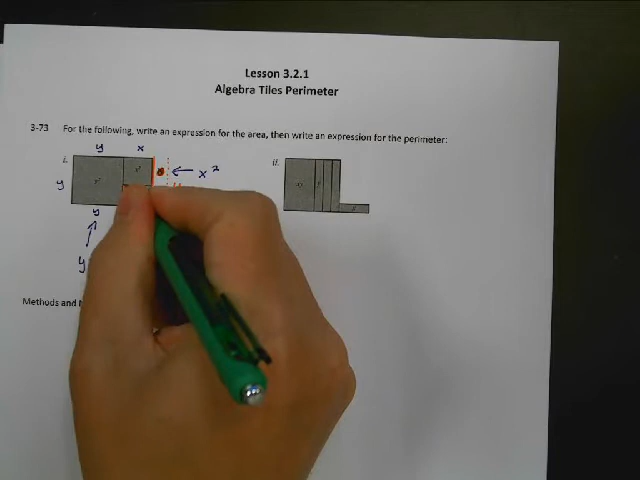 Lesson 3.2.1
Algebra Tiles Perimeter
3-73 For the following, write an expression for the area, then write an expression for the perimeter:
y x
i. ii.
y x²
y
y
Methods and